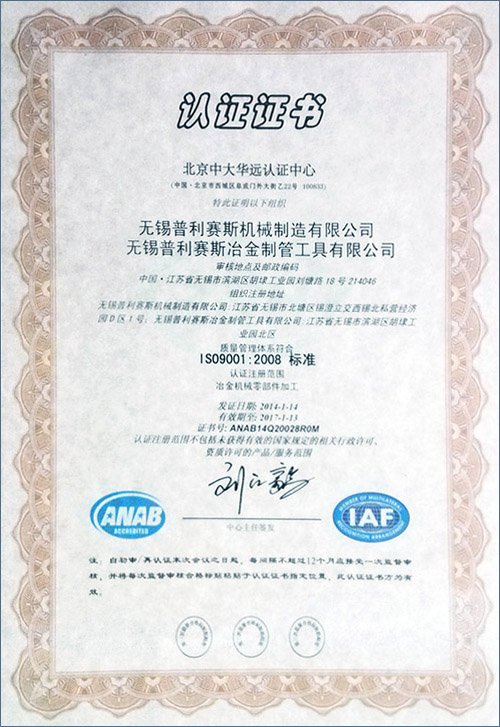 认证证书
北京中大华远认证中心
(中国·北京市西城区阜成门外大街乙22号 100833)
特此证明以下组织
无锡普利赛斯机械制造有限公司
无锡普利赛斯冶金制管工具有限公司
审核地点及邮政编码
中国·江苏省无锡市滨湖区胡埭工业园刘塘路18号 214046
组织注册地址
无锡普利赛斯机械制造有限公司:江苏省无锡市北塘区锡澄立交西锡北私营经济
园D区1号; 无锡普利赛斯冶金制管工具有限公司:江苏省无锡市滨湖区胡埭工
业园北区
质量管理体系符合
ISO9001:2008 标准
认证注册范围
冶金机械零部件加工
发证日期: 2014-1-14
有效期至: 2017-1-13
证书号: ANAB14Q20028R0M
认证注册范围不包括未获得有效的国家规定的相关行政许可、
资质许可的产品/服务范围
ANAB
ACCREDITED
中心主任签发
MEMBER OF MULTILATERAL
IAF
RECOGNITION ARRANGEMENT
注: 自初审/再认证末次会议之日起, 每间隔不超过12个月应接受一次监督审
核, 并将每次监督审核合格标贴粘贴于认证证书指定位置, 此认证证书方为有
效。